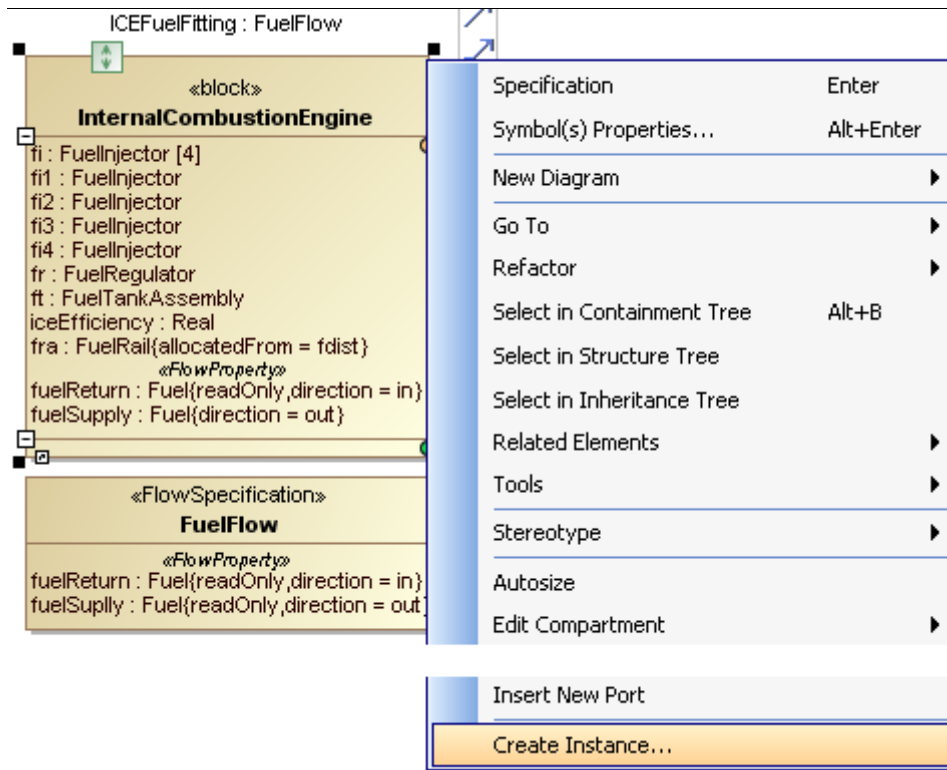 ICEFuelFitting : FuelFlow
«block»
InternalCombustionEngine
fi : FuelInjector [4]
fi1 : FuelInjector
fi2 : FuelInjector
fi3 : FuelInjector
fi4 : FuelInjector
fr : FuelRegulator
ft : FuelTankAssembly
iceEfficiency : Real
fra : FuelRail{allocatedFrom = fdist}
«FlowProperty»
fuelReturn : Fuel{readOnly,direction = in}
fuelSupply : Fuel{direction = out}
«FlowSpecification»
FuelFlow
«FlowProperty»
fuelReturn : Fuel{readOnly,direction = in}
fuelSuplly : Fuel{readOnly,direction = out}
Specification Enter
Symbol(s) Properties... Alt+Enter
New Diagram
Go To
Refactor
Select in Containment Tree Alt+B
Select in Structure Tree
Select in Inheritance Tree
Related Elements
Tools
Stereotype
Autosize
Edit Compartment
Insert New Port
Create Instance...